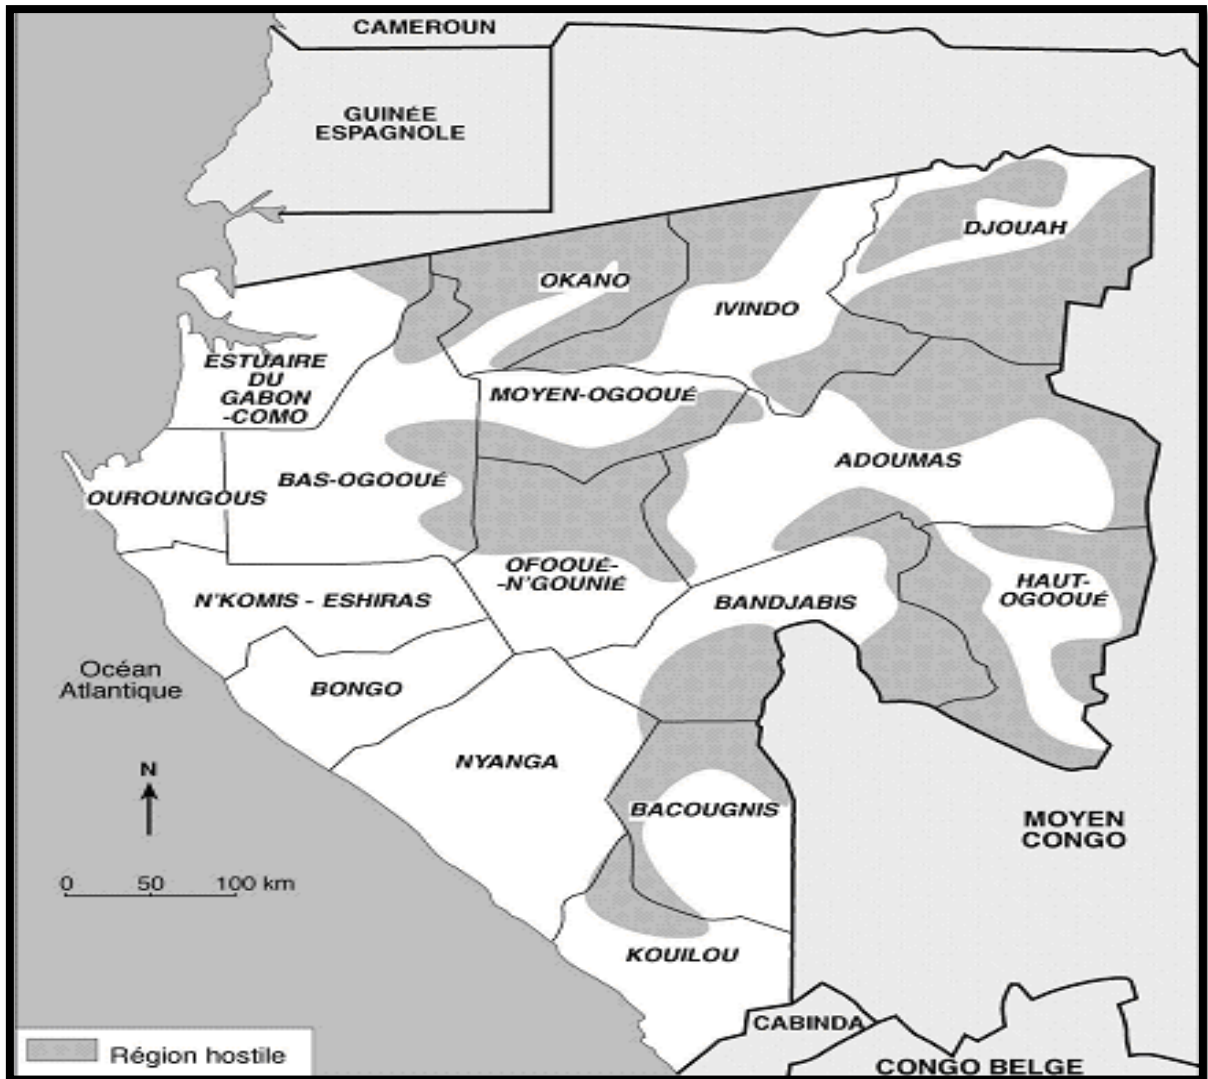 CAMEROUN
GUINÉE
ESPAGNOLE
DJOUAH
OKANO
IVINDO
ESTUAIRE
DU
GABON
-COMO
MOYEN-OGOOUÉ
ADOUMAS
BAS-OGOOUÉ
OUROUNGOUS
OFOOUÉ-
-N'GOUNIÉ
HAUT-
OGOOUÉ
N'KOMIS - ESHIRAS
BANDJABIS
Océan
Atlantique
BONGO
NYANGA
N
BACOUGNIS
MOYEN
CONGO
0 50 100 km
KOUILOU
CABINDA
Région hostile
CONGO BELGE